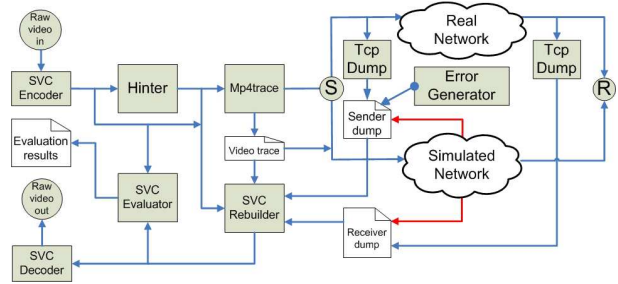 Raw
video
in
SVC
Encoder
Hinter
Mp4trace
S
Real
Network
Tcp
Dump
Tcp
Dump
Error
Generator
R
Sender
dump
Evaluation
results
Video trace
Simulated
Network
Raw
video
out
SVC
Evaluator
SVC
Rebuilder
Receiver
dump
SVC
Decoder